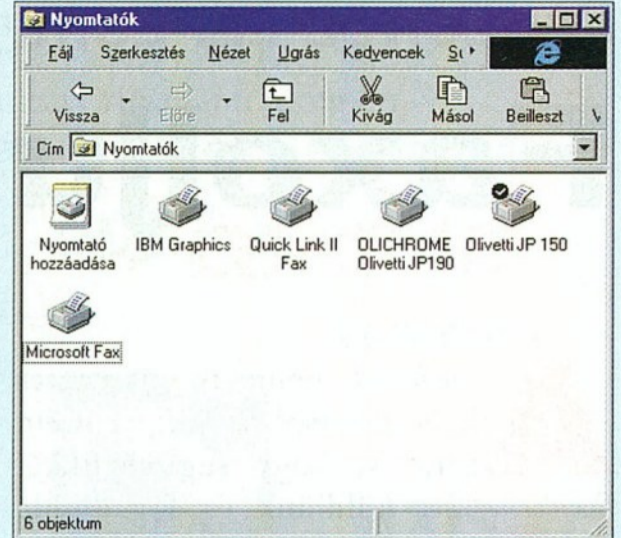 Nyomtatók
Fájl Szerkesztés Nézet Ugrás Kedvencek
Vissza Előre Fel Kivág Másol Beilleszt
Cím Nyomtatók
Nyomtató hozzáadása
IBM Graphics
Quick Link II Fax
OLICHROME Olivetti JP190
Olivetti JP 150
Microsoft Fax
6 objektum